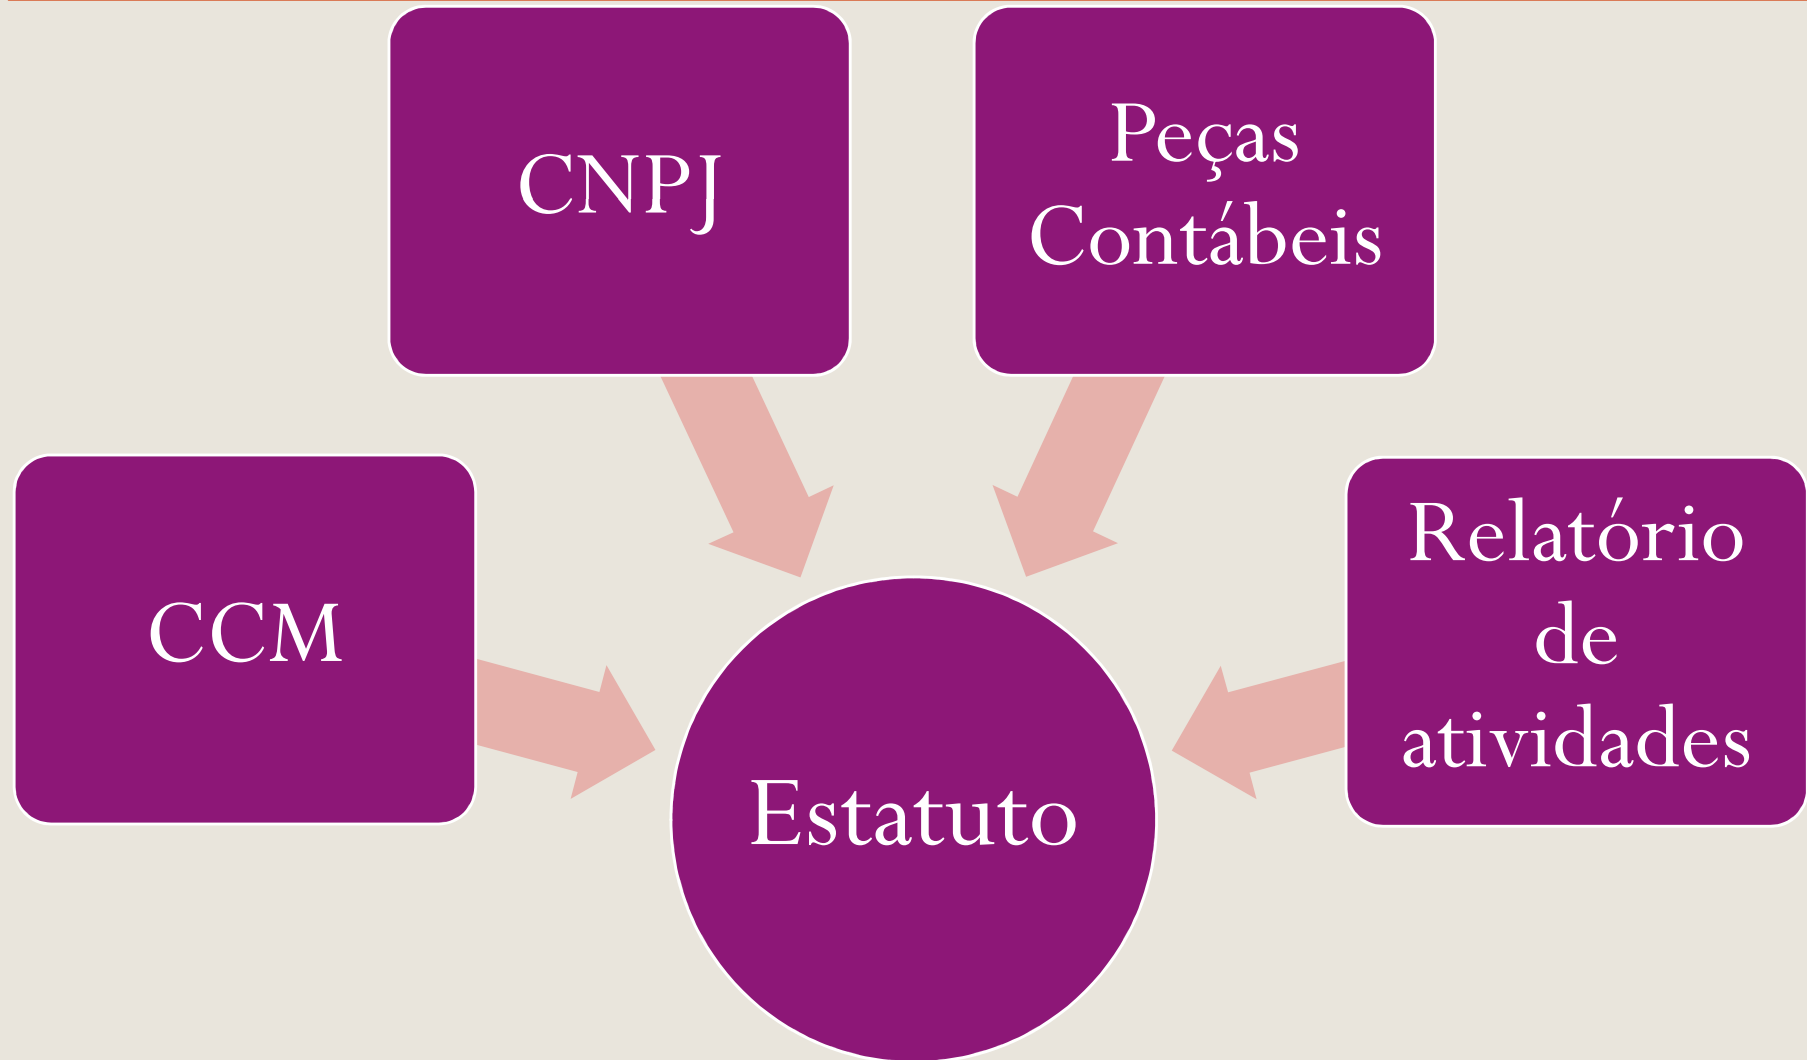 CNPJ
Peças
Contábeis
CCM
Relatório
de
atividades
Estatuto